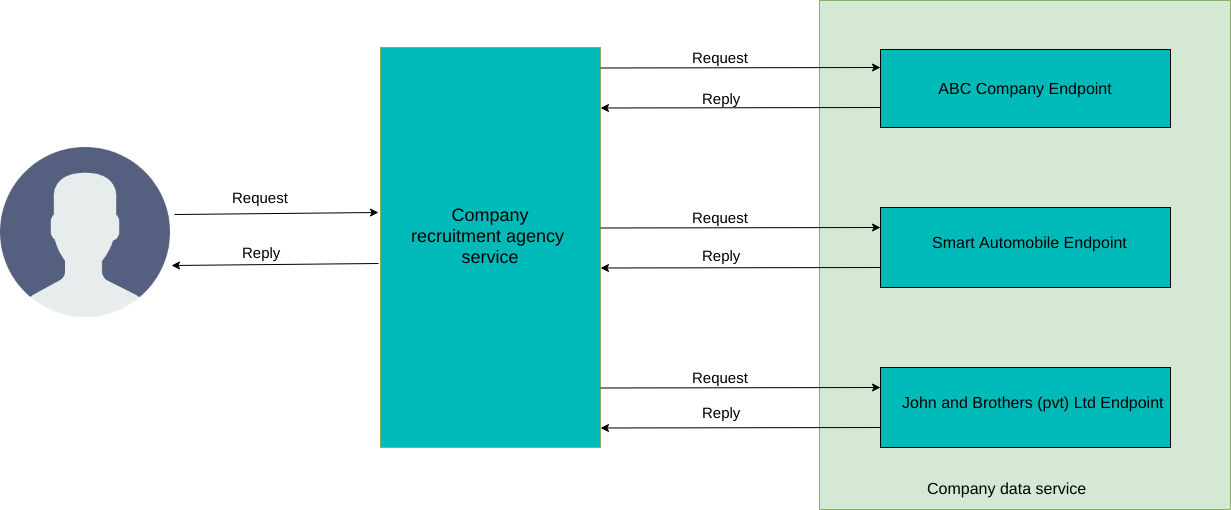 Request
Reply
Company
recruitment agency
service
Request
Reply
Request
Reply
Request
Reply
ABC Company Endpoint
Smart Automobile Endpoint
John and Brothers (pvt) Ltd Endpoint
Company data service